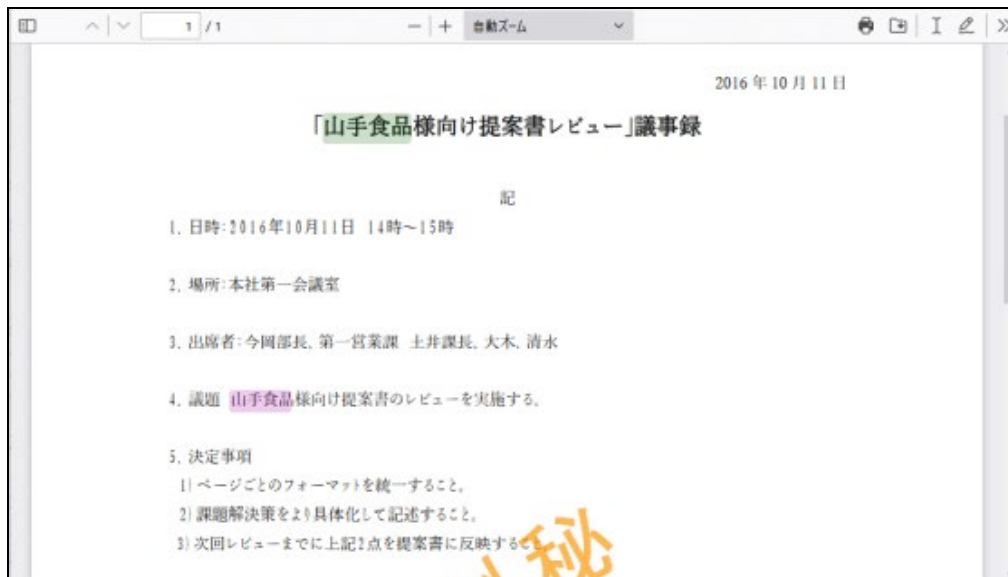 1 / 1
自動ズーム
2016 年 10 月 11 日
「山手食品様向け提案書レビュー」議事録
記
1. 日時:2016年10月11日 14時～15時
2. 場所:本社第一会議室
3. 出席者:今岡部長、第一営業課 土井課長、大木、清水
4. 議題 山手食品様向け提案書のレビューを実施する。
5. 決定事項
1) ページごとのフォーマットを統一すること。
2) 課題解決策をより具体化して記述すること。
3) 次回レビューまでに上記2点を提案書に反映すること。
秘